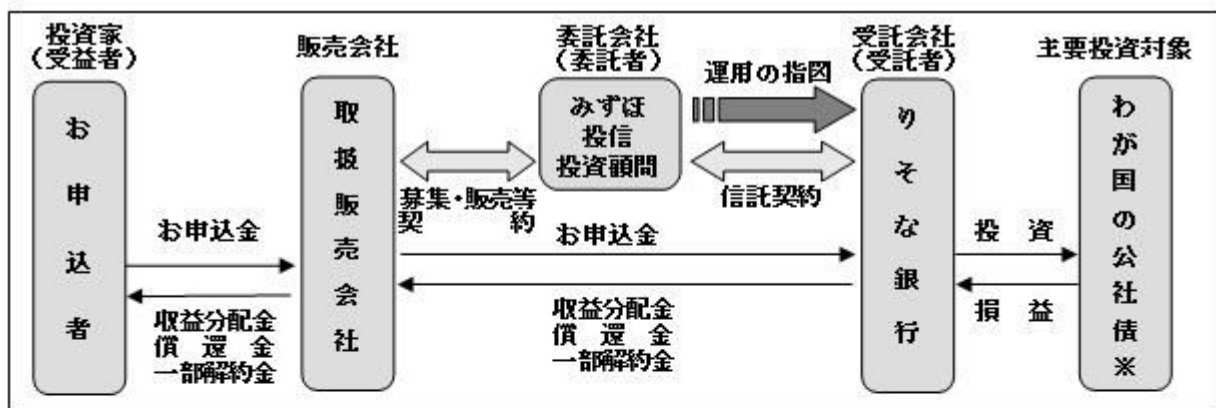 投資家
(受益者)
お申込者
お申込金
収益分配金
償還金
一部解約金
販売会社
取扱販売会社
募集・販売等
契約
委託会社
(委託者)
みずほ
投信
投資顧問
運用の指図
信託契約
お申込金
収益分配金
償還金
一部解約金
受託会社
(受託者)
りそな銀行
投資
損益
主要投資対象
わが国の公社債※